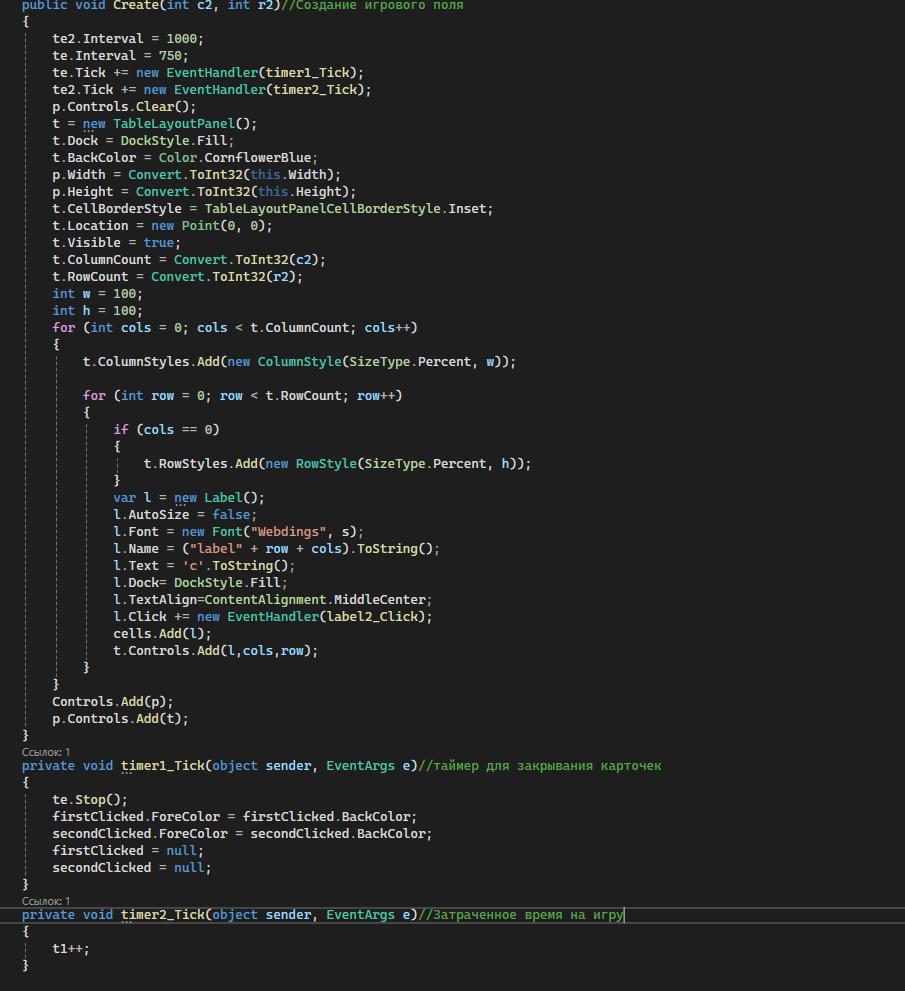 public void Create(int c2, int r2)//Создание игрового поля
{
te2.Interval = 1000;
te.Interval = 750;
te.Tick += new EventHandler(timer1_Tick);
te2.Tick += new EventHandler(timer2_Tick);
p.Controls.Clear();
t = new TableLayoutPanel();
t.Dock = DockStyle.Fill;
t.BackColor = Color.CornflowerBlue;
p.Width = Convert.ToInt32(this.Width);
p.Height = Convert.ToInt32(this.Height);
t.CellBorderStyle = TableLayoutPanelCellBorderStyle.Inset;
t.Location = new Point(0, 0);
t.Visible = true;
t.ColumnCount = Convert.ToInt32(c2);
t.RowCount = Convert.ToInt32(r2);
int w = 100;
int h = 100;
for (int cols = 0; cols < t.ColumnCount; cols++)
{
t.ColumnStyles.Add(new ColumnStyle(SizeType.Percent, w));
for (int row = 0; row < t.RowCount; row++)
{
if (cols == 0)
{
t.RowStyles.Add(new RowStyle(SizeType.Percent, h));
}
var l = new Label();
l.AutoSize = false;
l.Font = new Font("Webdings", s);
l.Name = ("label" + row + cols).ToString();
l.Text = 'c'.ToString();
l.Dock= DockStyle.Fill;
l.TextAlign=ContentAlignment.MiddleCenter;
l.Click += new EventHandler(label2_Click);
cells.Add(l);
t.Controls.Add(l,cols,row);
}
}
Controls.Add(p);
p.Controls.Add(t);
}
Ссылок: 1
private void timer1_Tick(object sender, EventArgs e)//таймер для закрывания карточек
{
te.Stop();
firstClicked.ForeColor = firstClicked.BackColor;
secondClicked.ForeColor = secondClicked.BackColor;
firstClicked = null;
secondClicked = null;
}
Ссылок: 1
private void timer2_Tick(object sender, EventArgs e)//Затраченное время на игру
{
t1++;
}